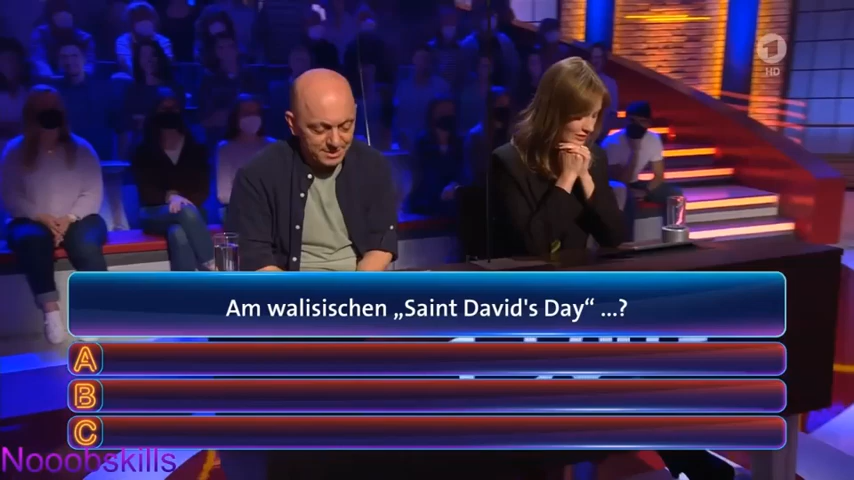 1
HD
Am walisischen „Saint David's Day“ ...?
A
B
C
Nooobskills